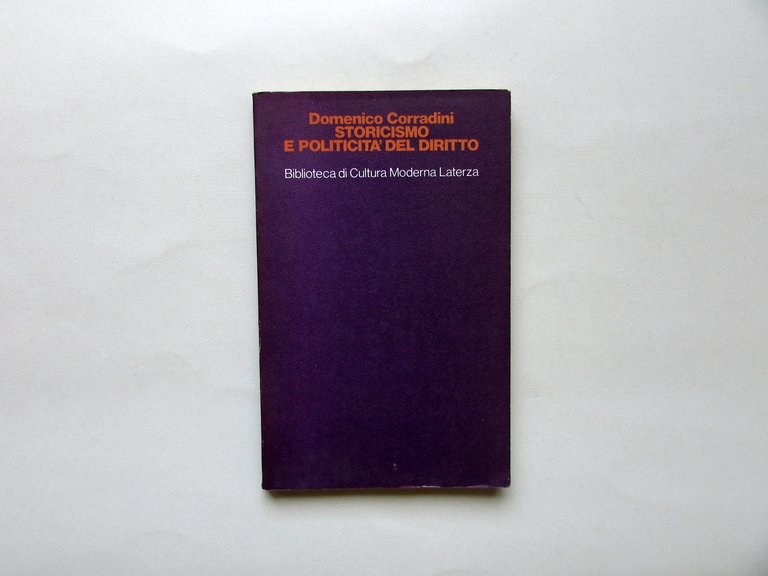 Domenico Corradini
STORICISMO
E POLITICITA' DEL DIRITTO
Biblioteca di Cultura Moderna Laterza